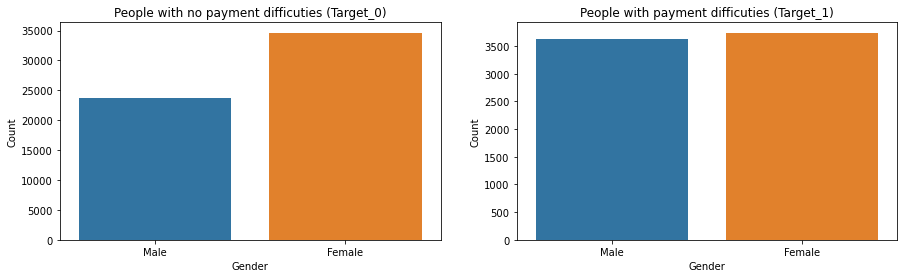 People with no payment difficuties (Target_0)
35000
30000
25000
20000
15000
10000
5000
0
Count
Male
Female
Gender
People with payment difficuties (Target_1)
3500
3000
2500
2000
1500
1000
500
0
Count
Male
Female
Gender